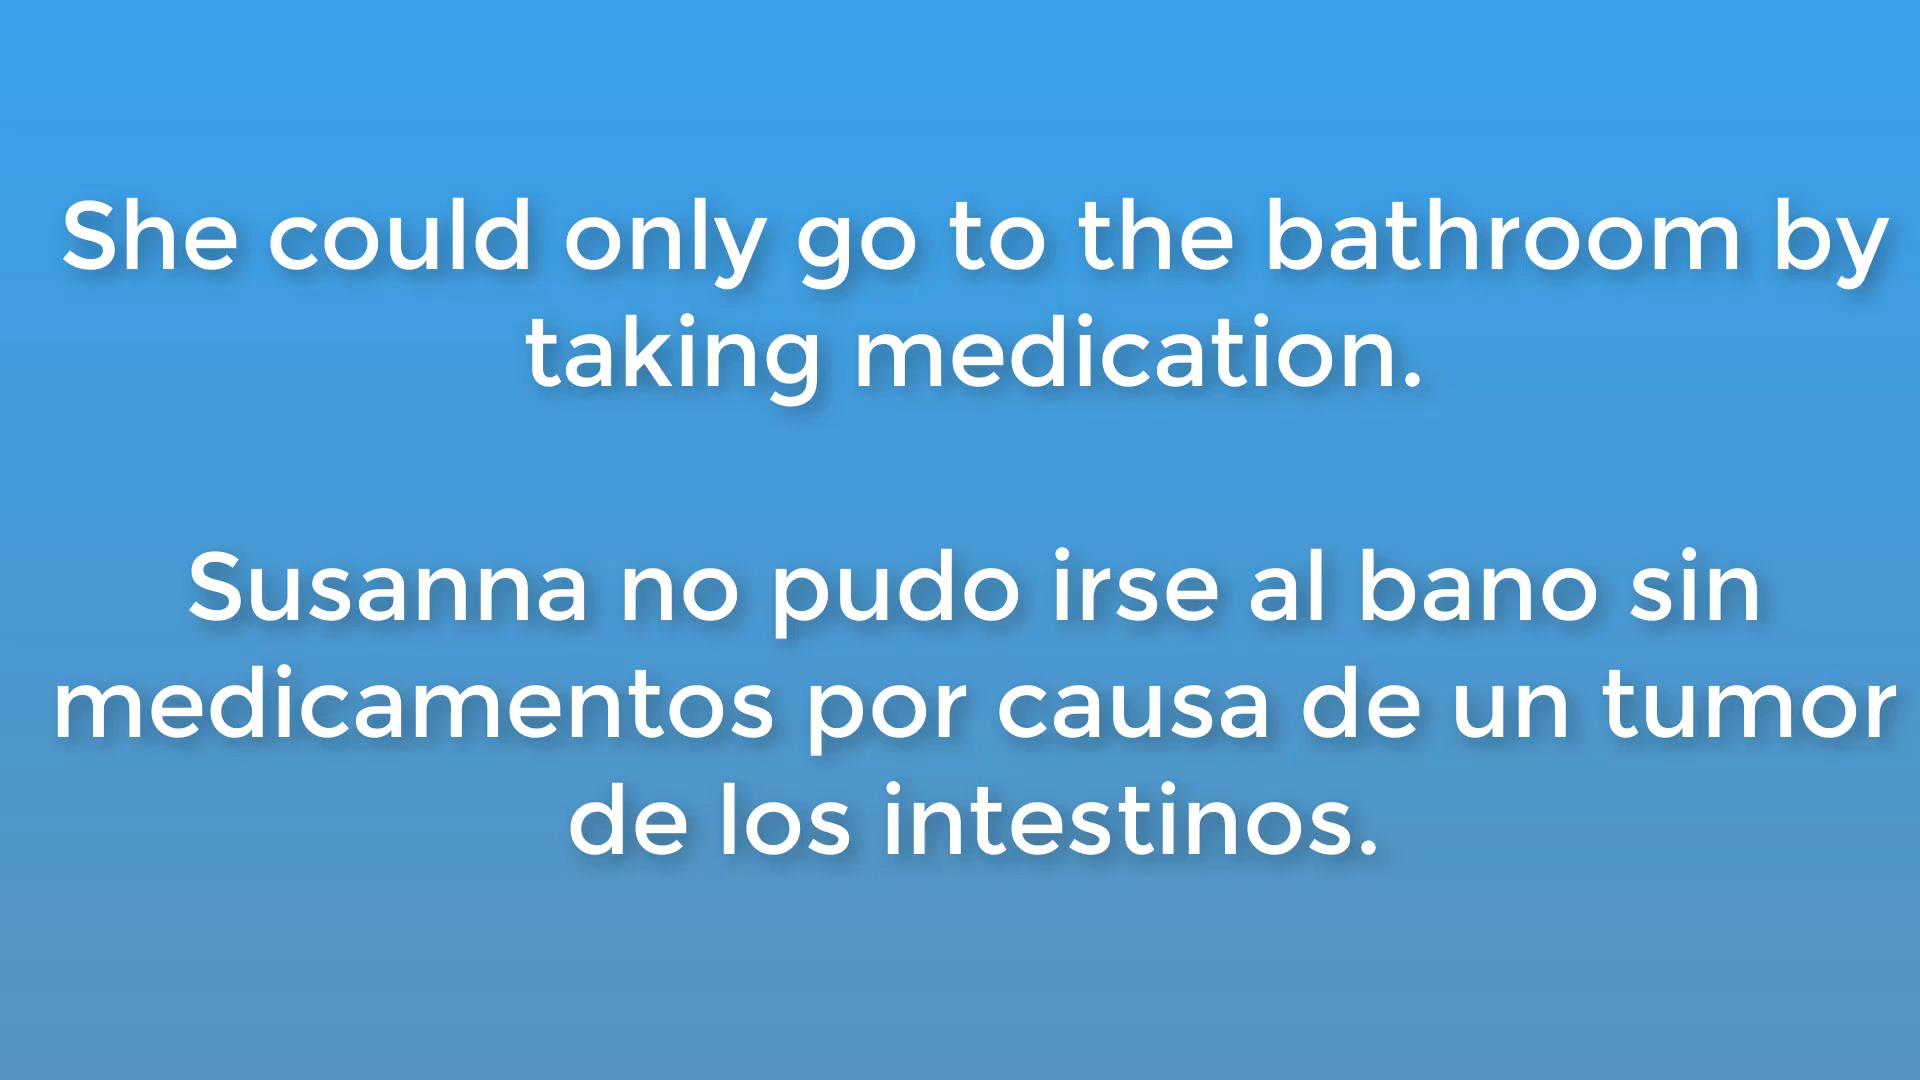 She could only go to the bathroom by
taking medication.
Susanna no pudo irse al bano sin
medicamentos por causa de un tumor
de los intestinos.